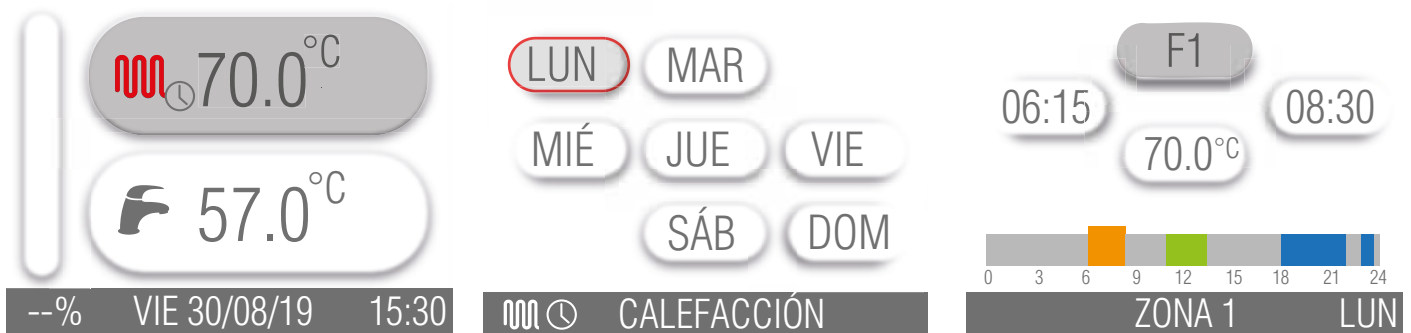 70.0°C
57.0°C
--% VIE 30/08/19 15:30
LUN MAR
MIÉ JUE VIE
SÁB DOM
CALEFACCIÓN
F1
06:15 08:30
70.0°C
0 3 6 9 12 15 18 21 24
ZONA 1 LUN